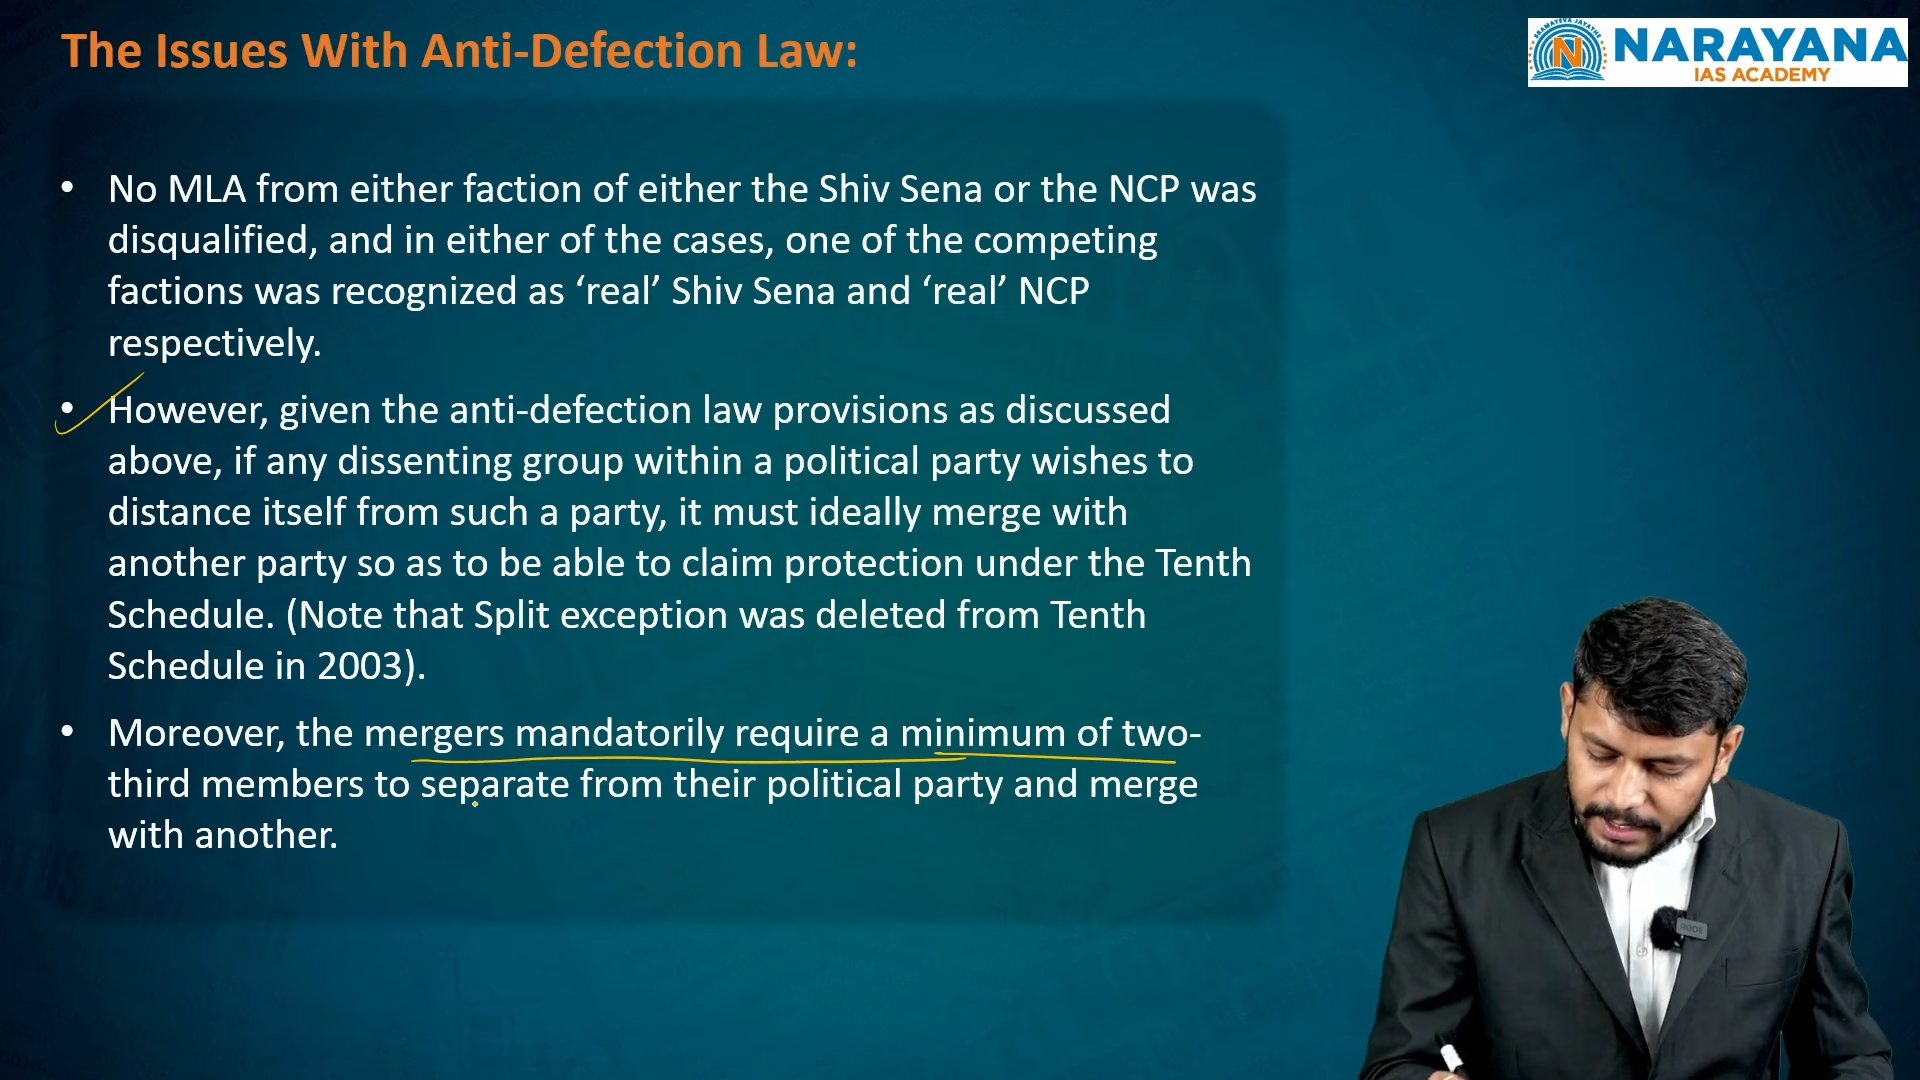 The Issues With Anti-Defection Law:
NARAYANA
IAS ACADEMY
• No MLA from either faction of either the Shiv Sena or the NCP was
disqualified, and in either of the cases, one of the competing
factions was recognized as ‘real’ Shiv Sena and ‘real’ NCP
respectively.
• However, given the anti-defection law provisions as discussed
above, if any dissenting group within a political party wishes to
distance itself from such a party, it must ideally merge with
another party so as to be able to claim protection under the Tenth
Schedule. (Note that Split exception was deleted from Tenth
Schedule in 2003).
• Moreover, the mergers mandatorily require a minimum of two-
third members to separate from their political party and merge
with another.